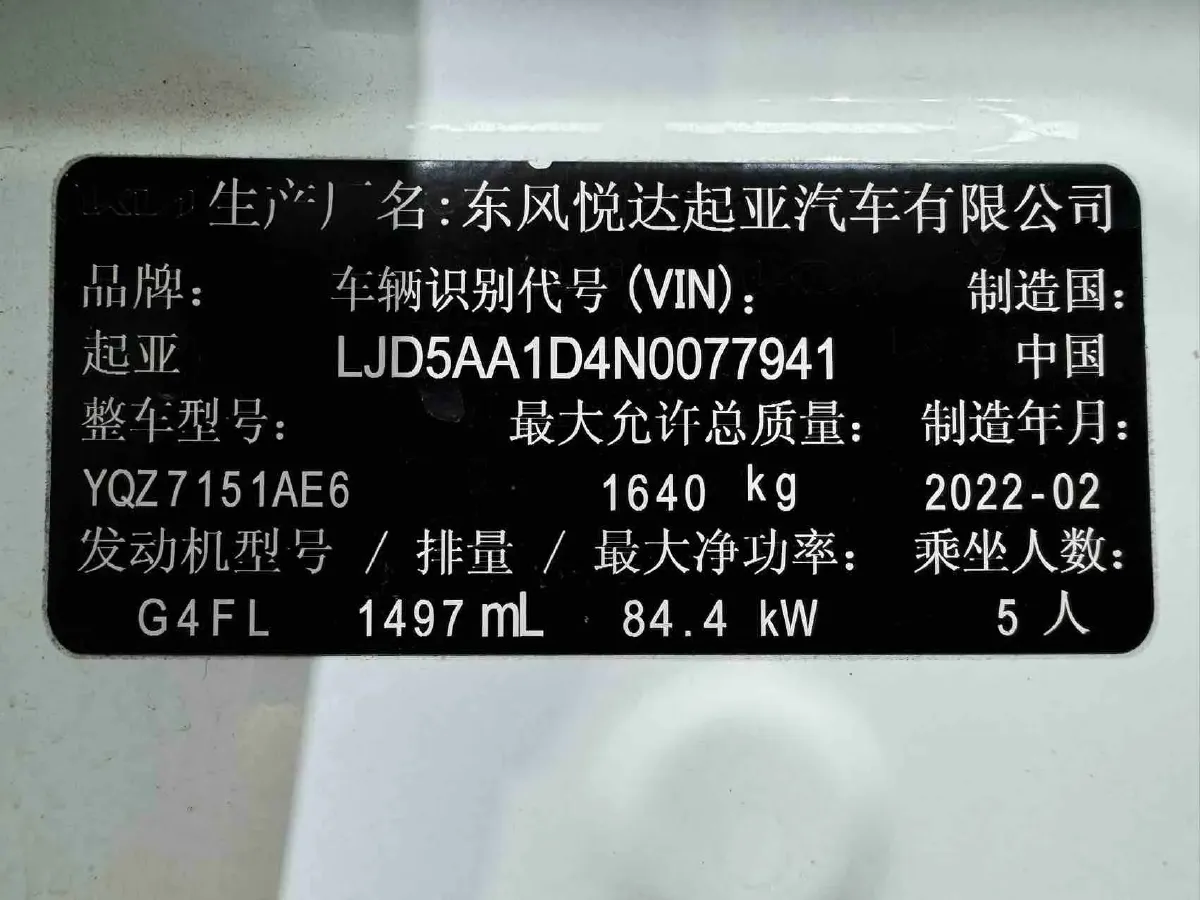 生产厂名:东风悦达起亚汽车有限公司
品牌: 车辆识别代号(VIN): 制造国:
起亚 LJD5AA1D4N0077941 中国
整车型号: 最大允许总质量: 制造年月:
YQZ7151AE6 1640 kg 2022-02
发动机型号 / 排量 / 最大净功率: 乘坐人数:
G4FL 1497 mL 84.4 kW 5 人